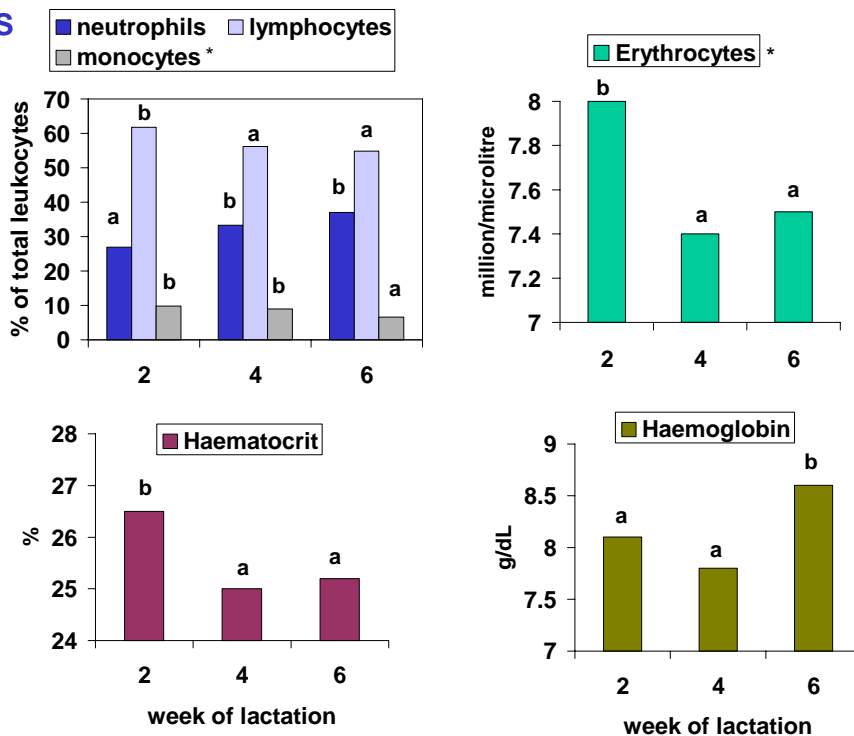 S
neutrophils lymphocytes
monocytes *
% of total leukocytes
70
60
50
40
30
20
10
0
b
a
a
a
b
b
b
b
a
2 4 6
Erythrocytes *
million/microlitre
8
7.8
7.6
7.4
7.2
7
b
a
a
2 4 6
Haematocrit
%
28
27
26
25
24
b
a
a
2 4 6
week of lactation
Haemoglobin
g/dL
9
8.5
8
7.5
7
a
a
b
2 4 6
week of lactation